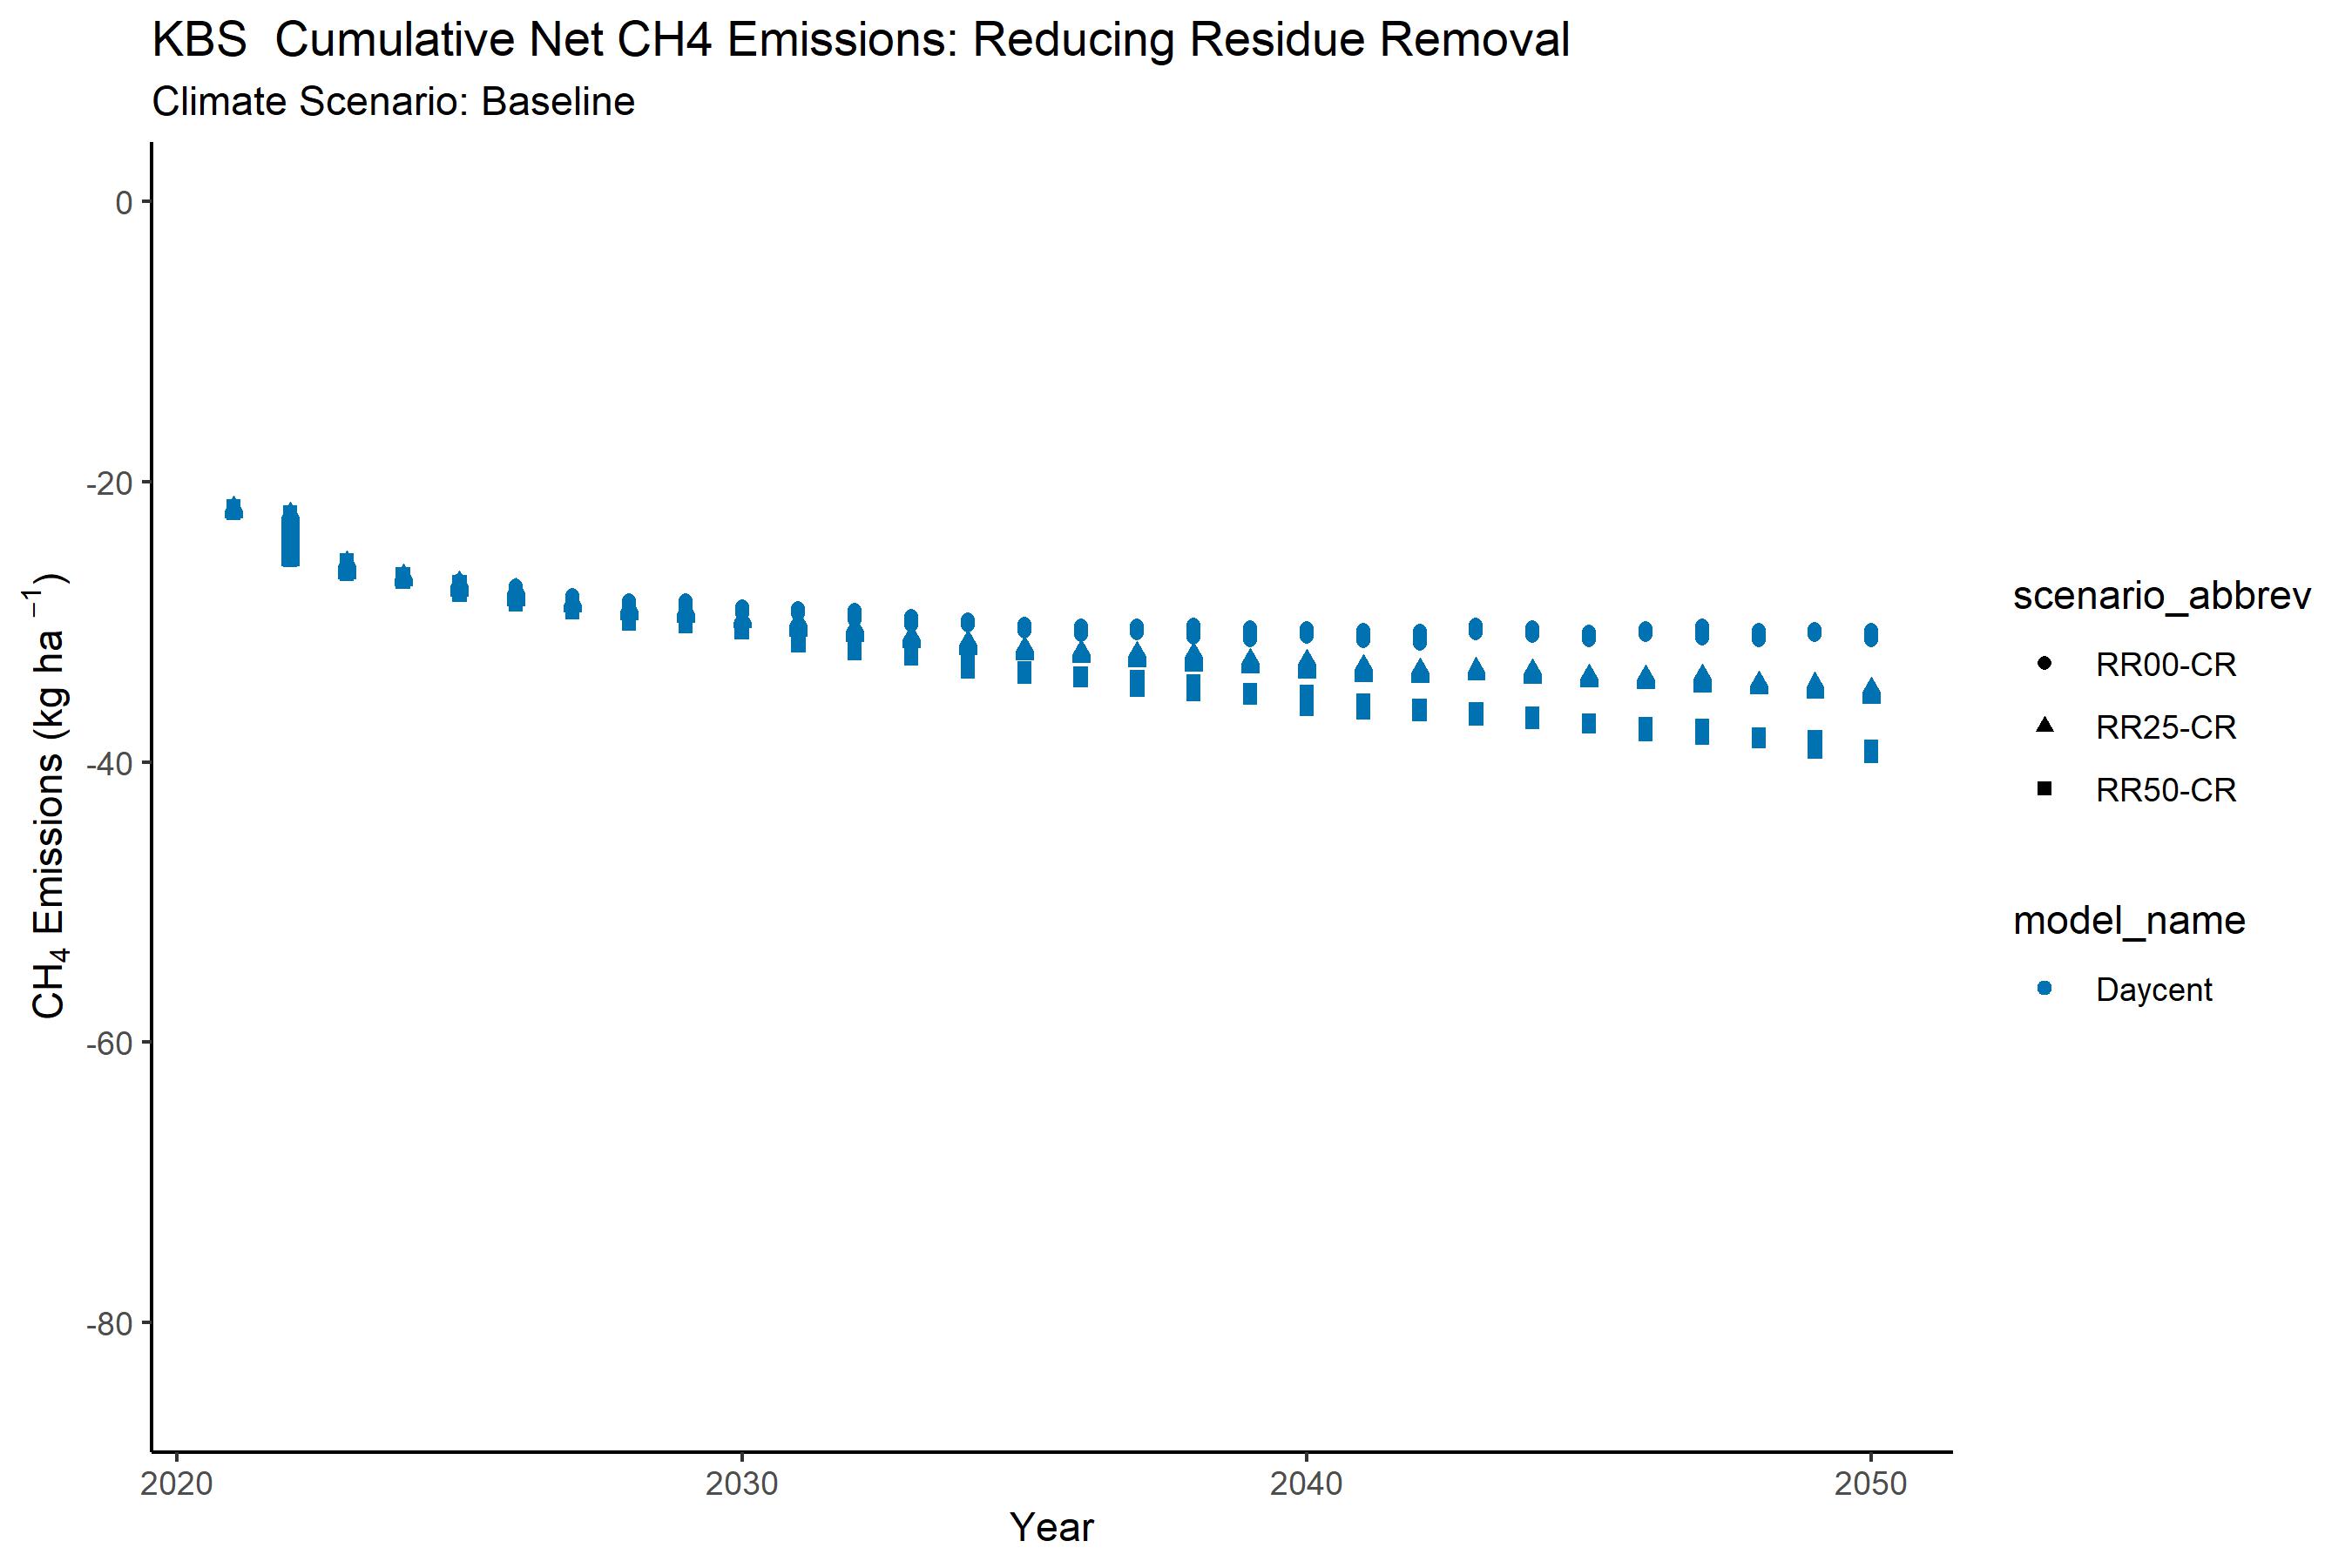 KBS  Cumulative Net CH4 Emissions: Reducing Residue Removal
Climate Scenario: Baseline
0
-20
-40
-60
-80
CH₄ Emissions (kg ha ⁻¹)
2020
2030
2040
2050
Year
scenario_abbrev
RR00-CR
RR25-CR
RR50-CR
model_name
Daycent